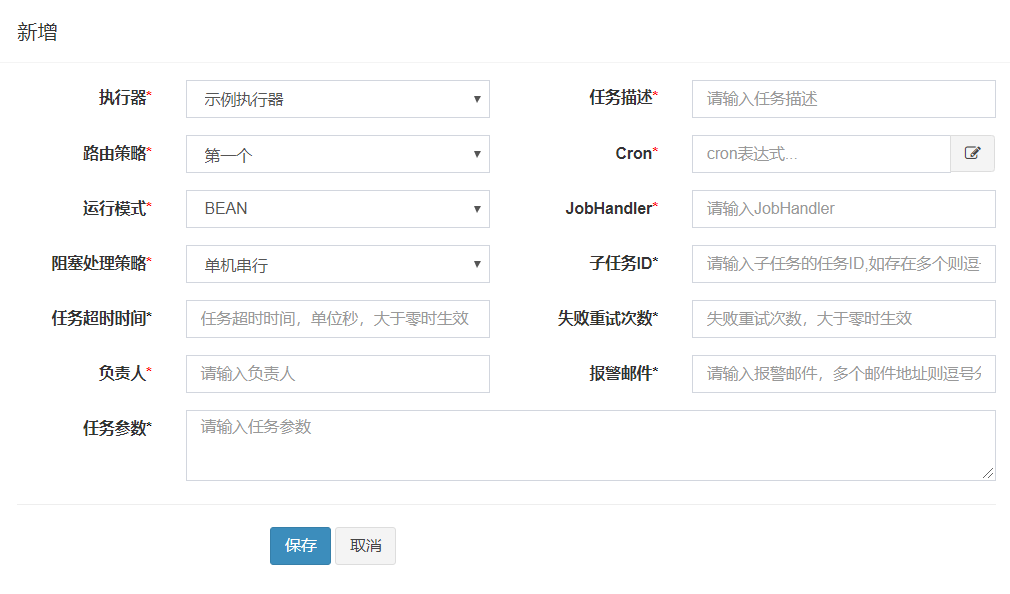 新增
执行器* 示例执行器 任务描述* 请输入任务描述
路由策略* 第一个 Cron* cron表达式...
运行模式* BEAN JobHandler* 请输入JobHandler
阻塞处理策略* 单机串行 子任务ID* 请输入子任务的任务ID,如存在多个则逗
任务超时时间* 任务超时时间，单位秒，大于零时生效 失败重试次数* 失败重试次数，大于零时生效
负责人* 请输入负责人 报警邮件* 请输入报警邮件，多个邮件地址则逗号
任务参数* 请输入任务参数
保存 取消